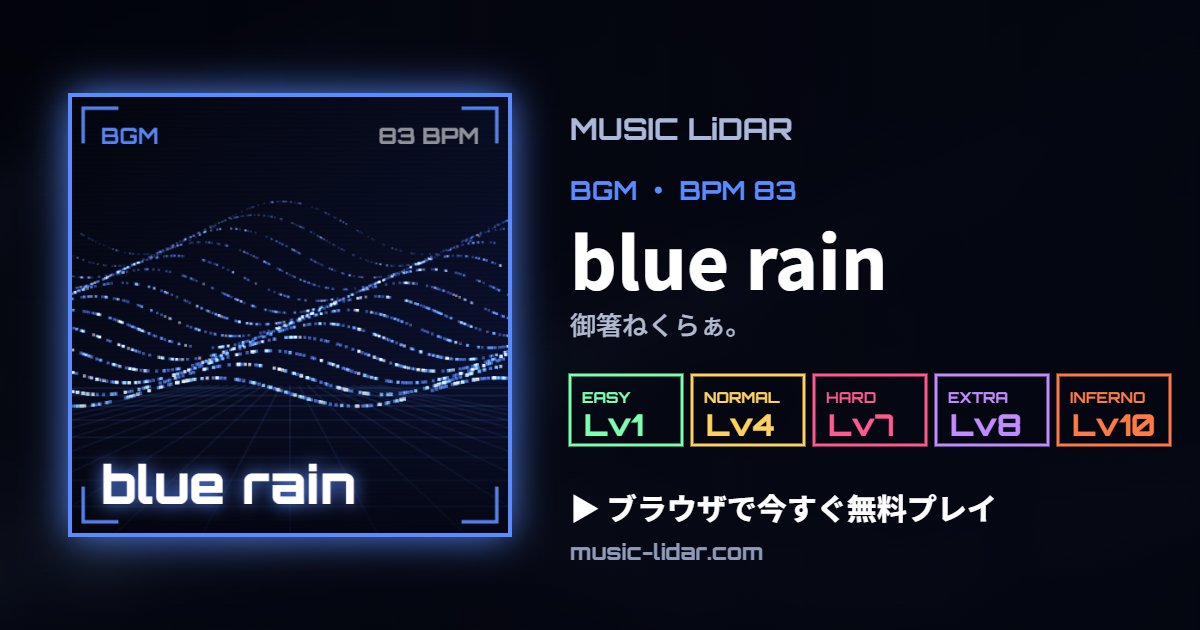 BGM
83 BPM
blue rain
MUSIC LiDAR
BGM • BPM 83
blue rain
御箸ねくらぁ。
EASY
Lv1
NORMAL
Lv4
HARD
Lv7
EXTRA
Lv8
INFERNO
Lv10
▶ ブラウザで今すぐ無料プレイ
music-lidar.com